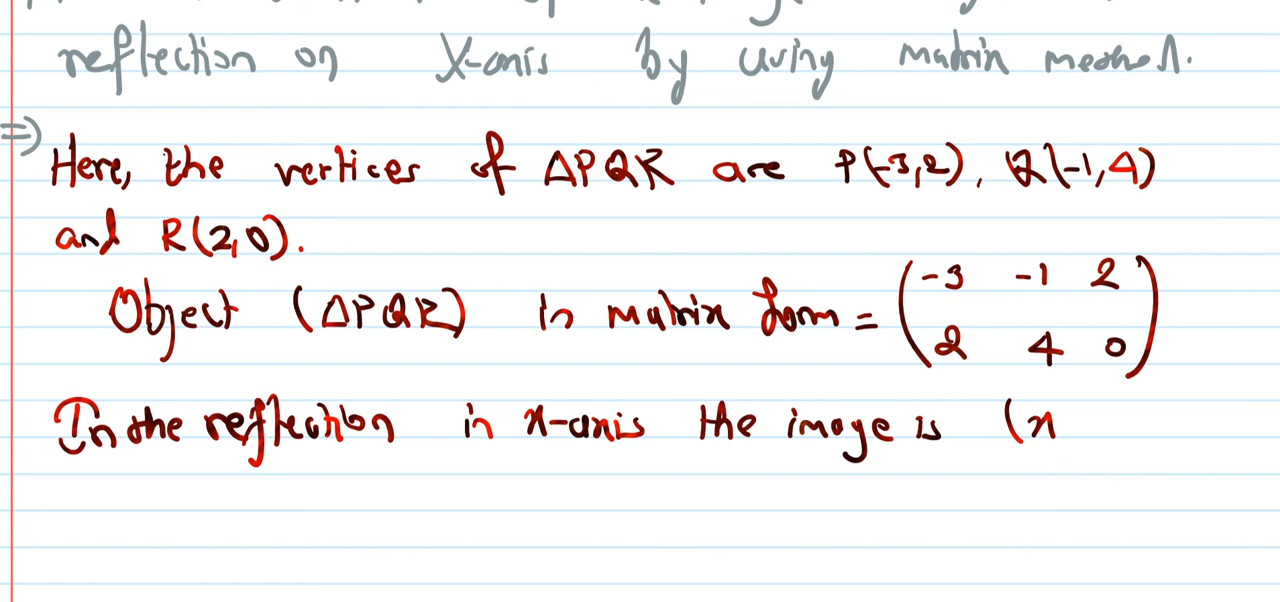 reflection on X-axis by using matrix method.
=> Here, the vertices of ΔPQR are P(-3,2), Q(-1,4)
and R(2,0).
Object (ΔPQR) in matrix form = (-3 -1 2
2 4 0)
In the reflection in x-axis the image is (x